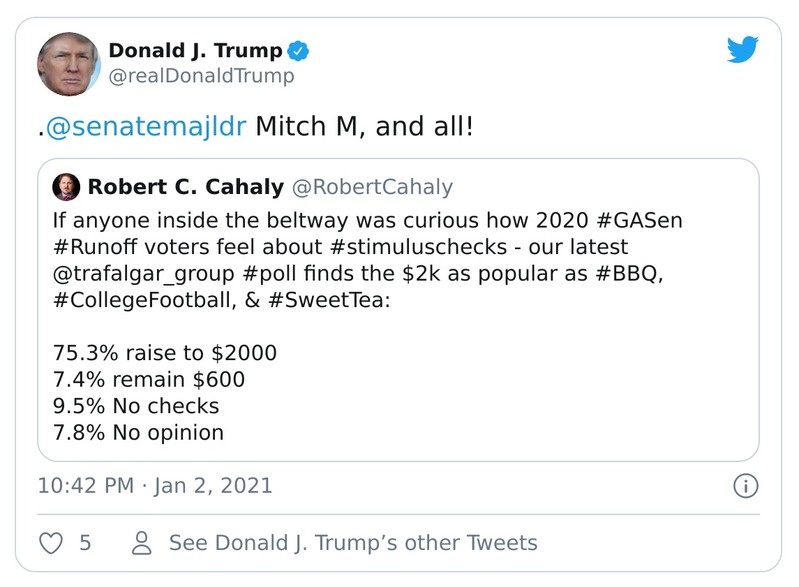 Donald J. Trump
@realDonaldTrump
.@senatemajldr Mitch M, and all!
Robert C. Cahaly @RobertCahaly
If anyone inside the beltway was curious how 2020 #GASen
#Runoff voters feel about #stimuluschecks - our latest
@trafalgar_group #poll finds the $2k as popular as #BBQ,
#CollegeFootball, & #SweetTea:
75.3% raise to $2000
7.4% remain $600
9.5% No checks
7.8% No opinion
10:42 PM · Jan 2, 2021
5 See Donald J. Trump’s other Tweets